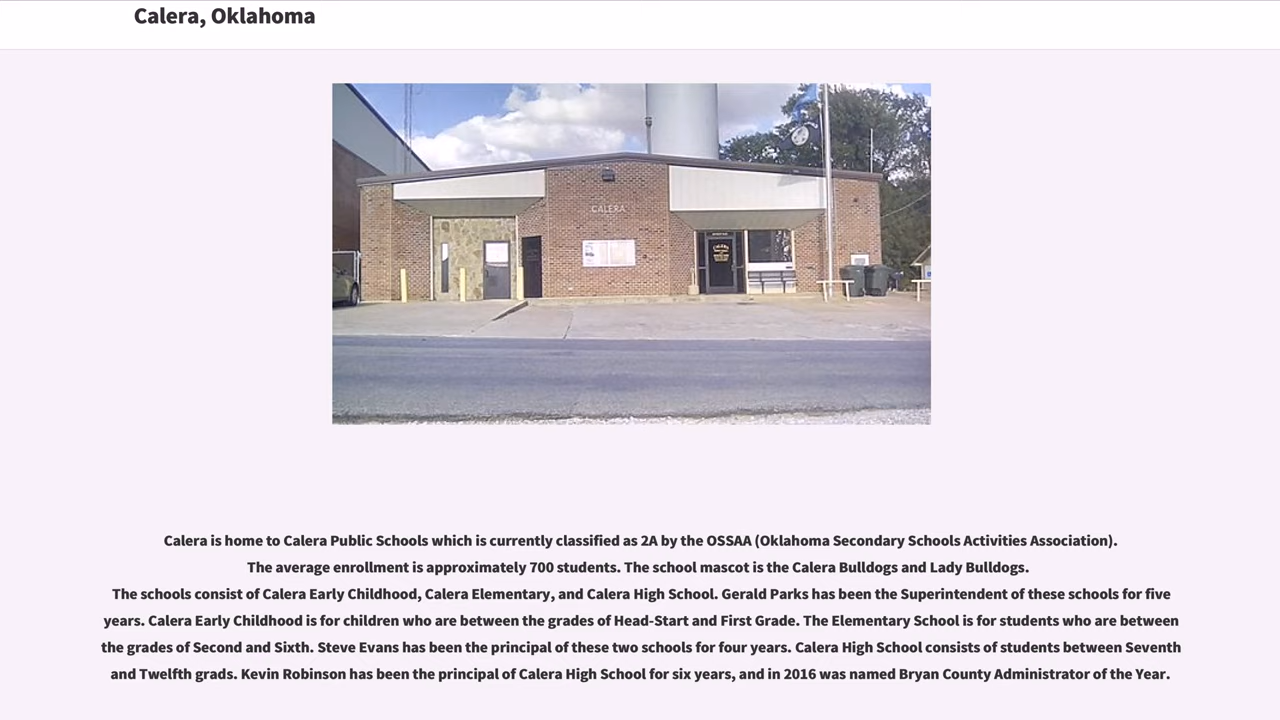 Calera, Oklahoma
CALERA
CALERA
Calera is home to Calera Public Schools which is currently classified as 2A by the OSSAA (Oklahoma Secondary Schools Activities Association).
The average enrollment is approximately 700 students. The school mascot is the Calera Bulldogs and Lady Bulldogs.
The schools consist of Calera Early Childhood, Calera Elementary, and Calera High School. Gerald Parks has been the Superintendent of these schools for five
years. Calera Early Childhood is for children who are between the grades of Head-Start and First Grade. The Elementary School is for students who are between
the grades of Second and Sixth. Steve Evans has been the principal of these two schools for four years. Calera High School consists of students between Seventh
and Twelfth grads. Kevin Robinson has been the principal of Calera High School for six years, and in 2016 was named Bryan County Administrator of the Year.